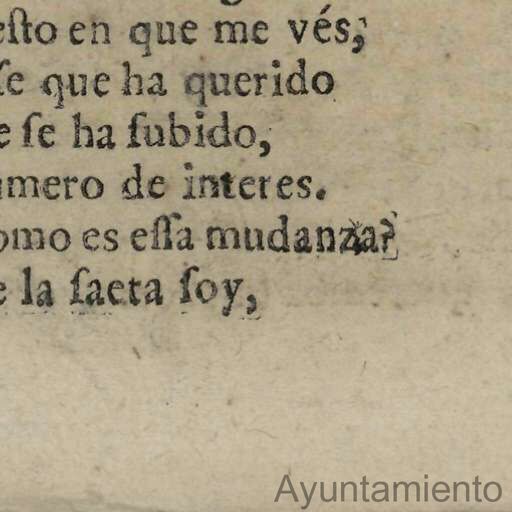 eſto en que me vés,
ſe que ha querido
e ſe ha ſubido,
umero de interes.
omo es eſſa mudanza?
e la ſaeta ſoy,
Ayuntamiento